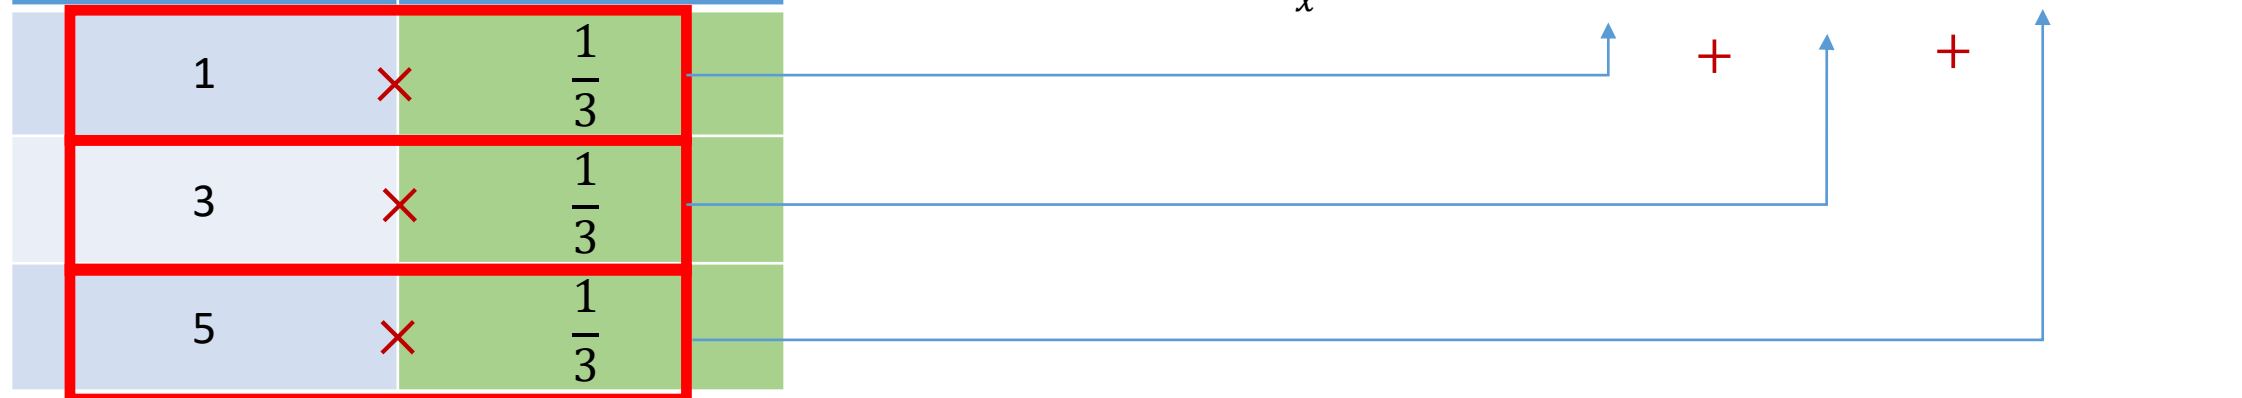 x
+ +
1 × 1/3
3 × 1/3
5 × 1/3